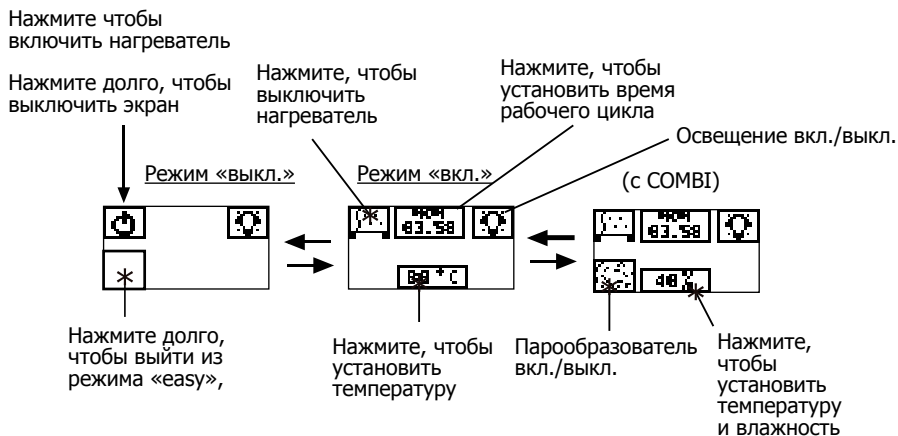 Нажмите чтобы
включить нагреватель
Нажмите долго, чтобы
выключить экран
Нажмите, чтобы
выключить
нагреватель
Нажмите, чтобы
установить время
рабочего цикла
Освещение вкл./выкл.
Режим «выкл.»
Режим «вкл.»
(с COMBI)
03.58
03.58
°C
40 %
Нажмите долго,
чтобы выйти из
режима «easy»,
Нажмите, чтобы
установить
температуру
Парообразователь
вкл./выкл.
Нажмите,
чтобы
установить
температуру
и влажность